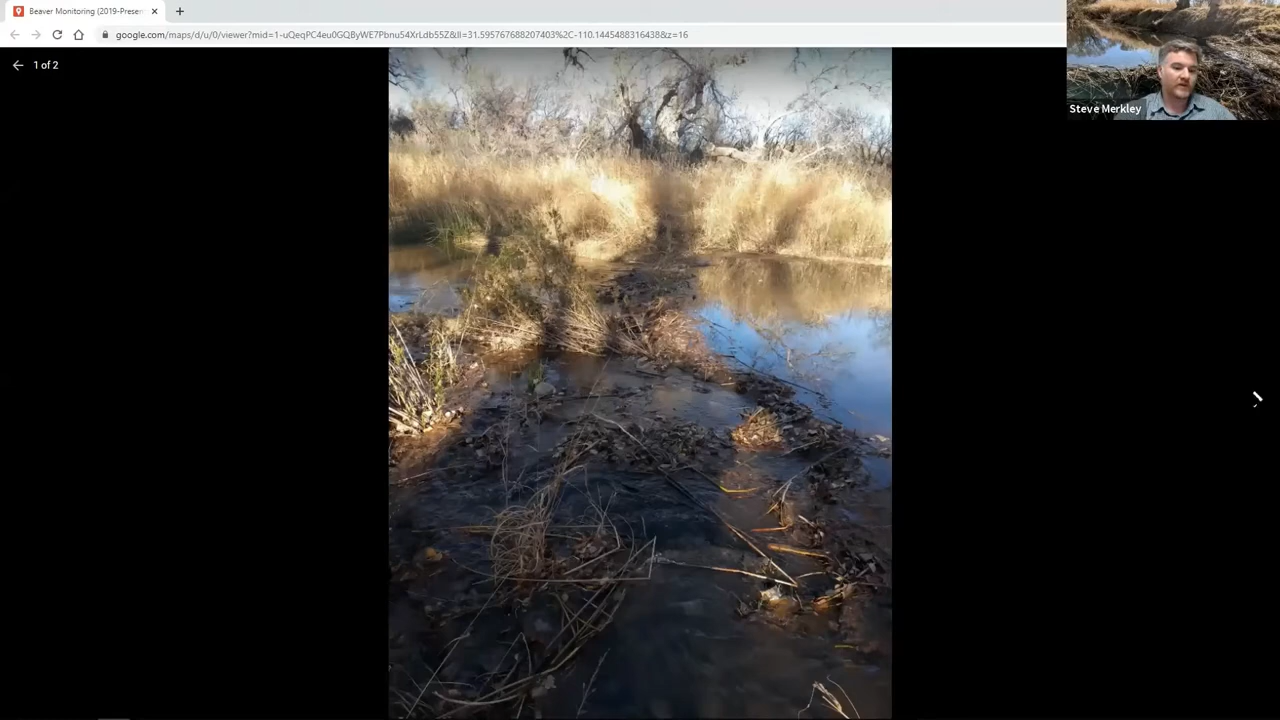 Beaver Monitoring (2019-Presen
google.com/maps/d/u/0/viewer?mid=1-uQeqPC4eu0GQByWE7Pbnu54XrLdb55Z&ll=31.595767688207403%2C-110.1445488316438&z=16
1 of 2
Steve Merkley